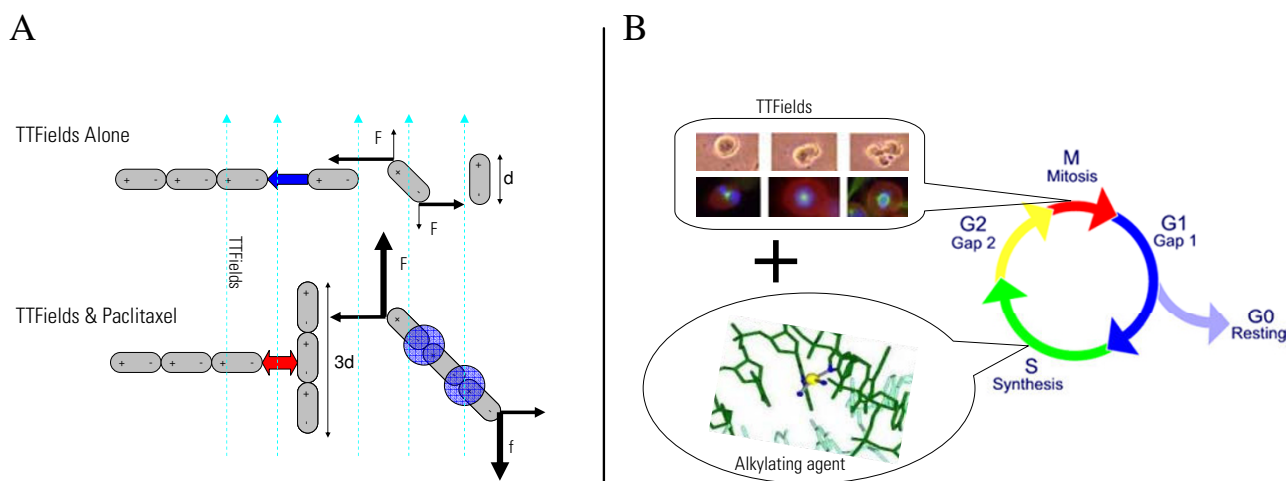 A
TTFields Alone
F
F
d
TTFields
TTFields & Paclitaxel
F
3d
f
B
TTFields
M
Mitosis
G2
Gap 2
G1
Gap 1
G0
Resting
S
Synthesis
Alkylating agent